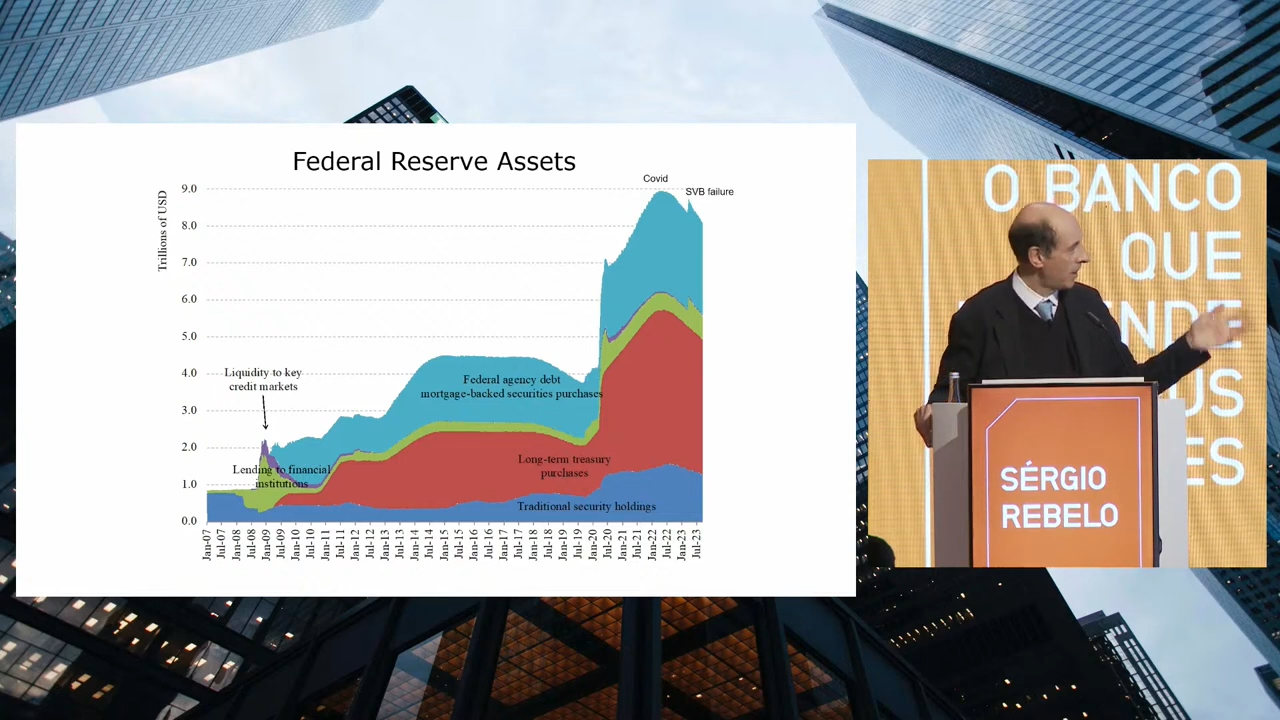 Federal Reserve Assets
Trillions of USD
9.0
8.0
7.0
6.0
5.0
4.0
3.0
2.0
1.0
0.0
Covid
SVB failure
Liquidity to key
credit markets
Federal agency debt
mortgage-backed securities purchases
Lending to financial
institutions
Long-term treasury
purchases
Traditional security holdings
Jan-07
Jul-07
Jan-08
Jul-08
Jan-09
Jul-09
Jan-10
Jul-10
Jan-11
Jul-11
Jan-12
Jul-12
Jan-13
Jul-13
Jan-14
Jul-14
Jan-15
Jul-15
Jan-16
Jul-16
Jan-17
Jul-17
Jan-18
Jul-18
Jan-19
Jul-19
Jan-20
Jul-20
Jan-21
Jul-21
Jan-22
Jul-22
Jan-23
Jul-23
O BANCO
QUE
ENDE
US
ES
SÉRGIO
REBELO